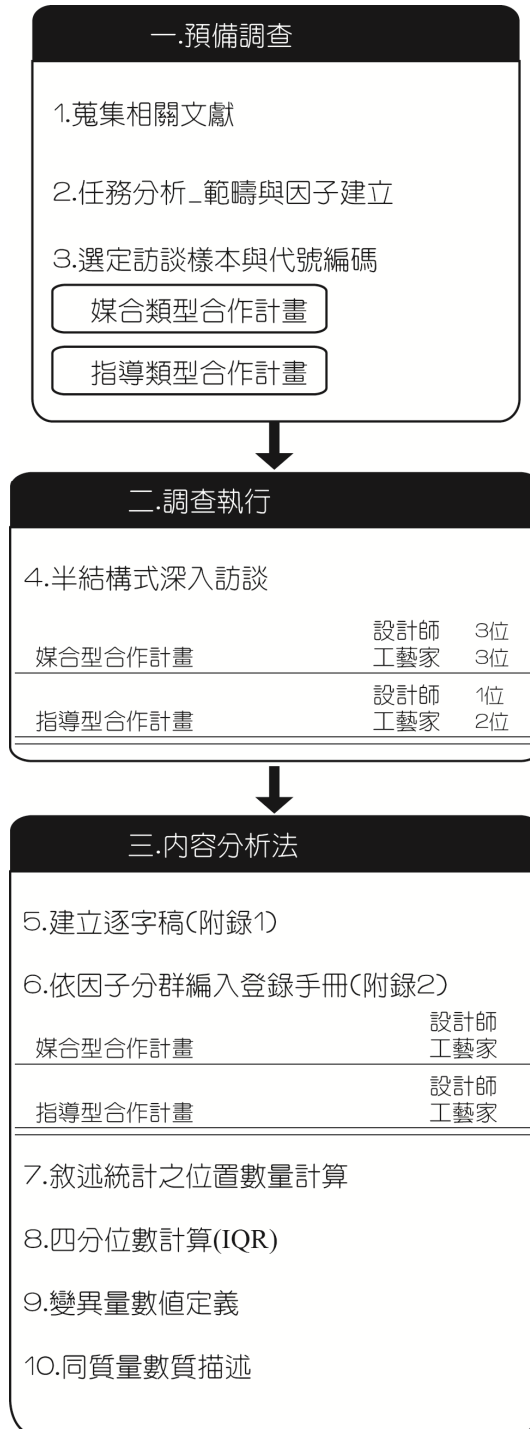 一.預備調查
1.蒐集相關文獻
2.任務分析_範疇與因子建立
3.選定訪談樣本與代號編碼
媒合類型合作計畫
指導類型合作計畫
二.調查執行
4.半結構式深入訪談
設計師 3位
媒合型合作計畫 工藝家 3位
設計師 1位
指導型合作計畫 工藝家 2位
三.內容分析法
5.建立逐字稿(附錄1)
6.依因子分群編入登錄手冊(附錄2)
設計師
媒合型合作計畫 工藝家
設計師
指導型合作計畫 工藝家
7.敘述統計之位置數量計算
8.四分位數計算(IQR)
9.變異量數值定義
10.同質量數質描述